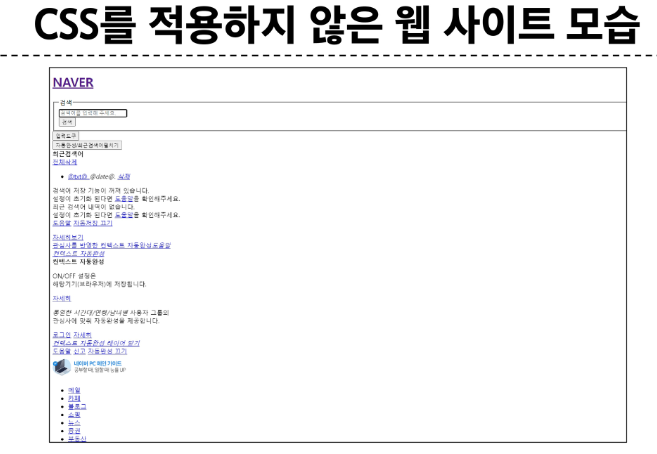 CSS를 적용하지 않은 웹 사이트 모습
NAVER
검색
검색어를 입력해 주세요.
검색
입력도구
자동완성/최근검색어펼치기
최근검색어
전체삭제
@txt@ @date@. 삭제
검색어 저장 기능이 꺼져 있습니다.
설정이 초기화 된다면 도움말을 확인해주세요.
최근 검색어 내역이 없습니다.
설정이 초기화 된다면 도움말을 확인해주세요.
도움말 자동저장 끄기
자세히보기
관심사를 반영한 컨텍스트 자동완성도움말
컨텍스트 자동완성
컨텍스트 자동완성
ON/OFF 설정은
해당기기(브라우저)에 저장됩니다.
자세히
동일한 시간대/연령/남녀별 사용자 그룹의
관심사에 맞춰 자동완성을 제공합니다.
로그인 자세히
컨텍스트 자동완성 레이어 닫기
도움말 신고 자동완성 끄기
네이버 PC 메인 가이드
공부할 때, 일할 때 능률 UP
메일
카페
블로그
쇼핑
뉴스
증권
부동산